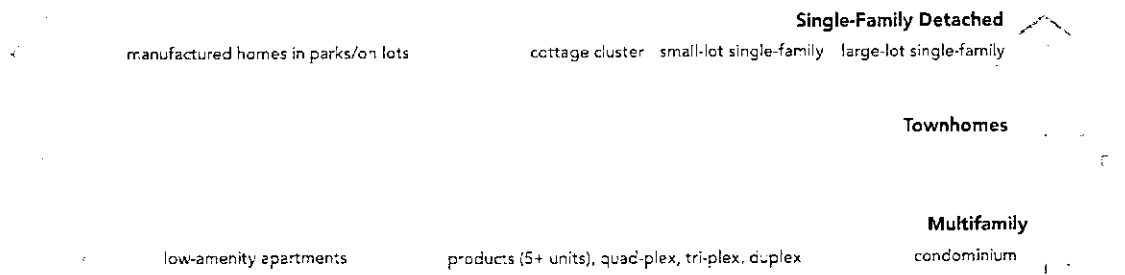 Single-Family Detached
manufactured homes in parks/on lots cottage cluster small-lot single-family large-lot single-family
Townhomes
Multifamily
low-amenity apartments products (5+ units), quad-plex, tri-plex, duplex condominium